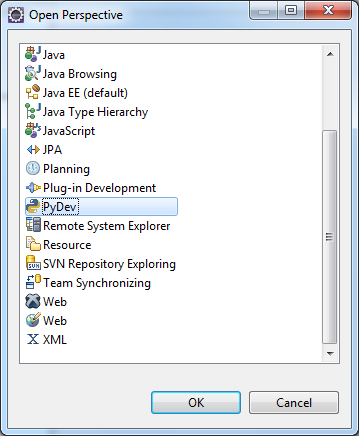 Open Perspective
Java
Java Browsing
Java EE (default)
Java Type Hierarchy
JavaScript
JPA
Planning
Plug-in Development
PyDev
Remote System Explorer
Resource
SVN Repository Exploring
Team Synchronizing
Web
Web
XML
OK
Cancel